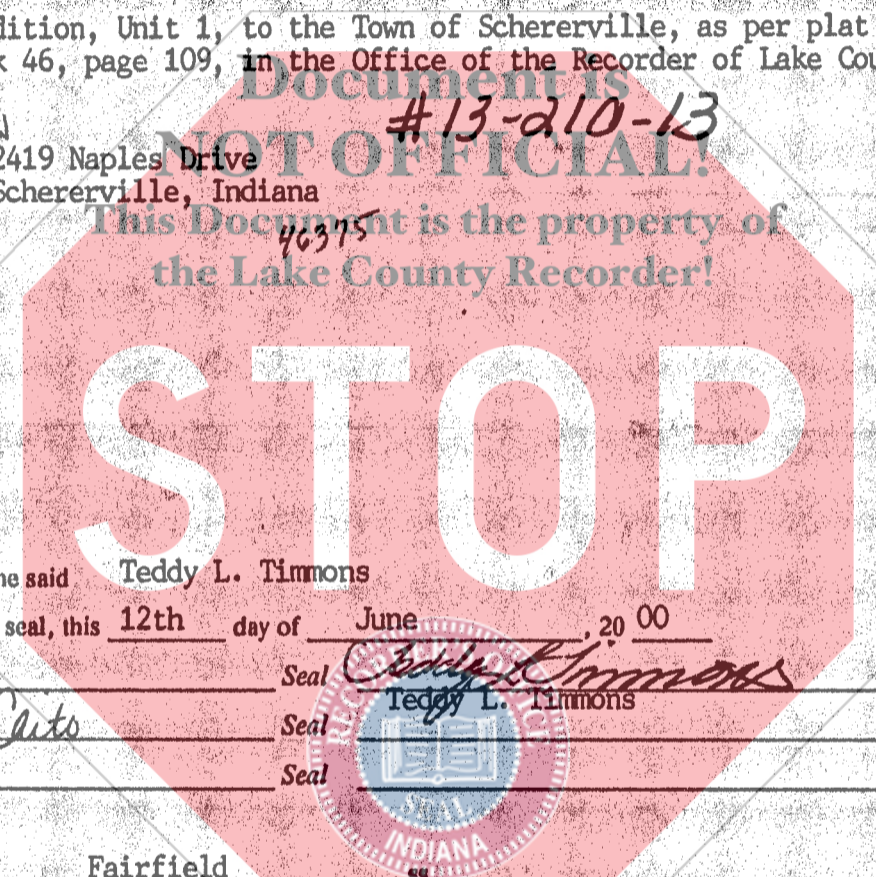 dition, Unit 1, to the Town of Schererville, as per plat
46, page 109, in the Office of the Recorder of Lake Cou
Document is
#13-210-13
NOT OFFICIAL!
2419 Naples Drive
Schererville, Indiana
This Document is the property of
46375
the Lake County Recorder!
STOP
he said Teddy L. Timmons
seal, this 12th day of June, 20 00
Seal Teddy L. Timmons
Teddy L. Timmons
Seal
Seal
RECORDER'S OFFICE
SEAL
INDIANA
Fairfield